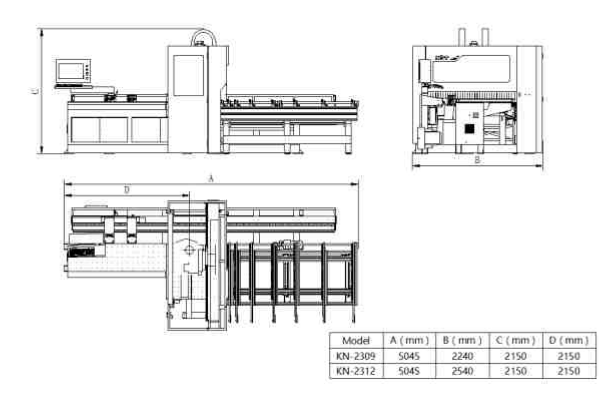 C
B
A
D
Model A ( mm ) B ( mm ) C ( mm ) D ( mm )
KN-2309 5045 2240 2150 2150
KN-2312 5045 2540 2150 2150